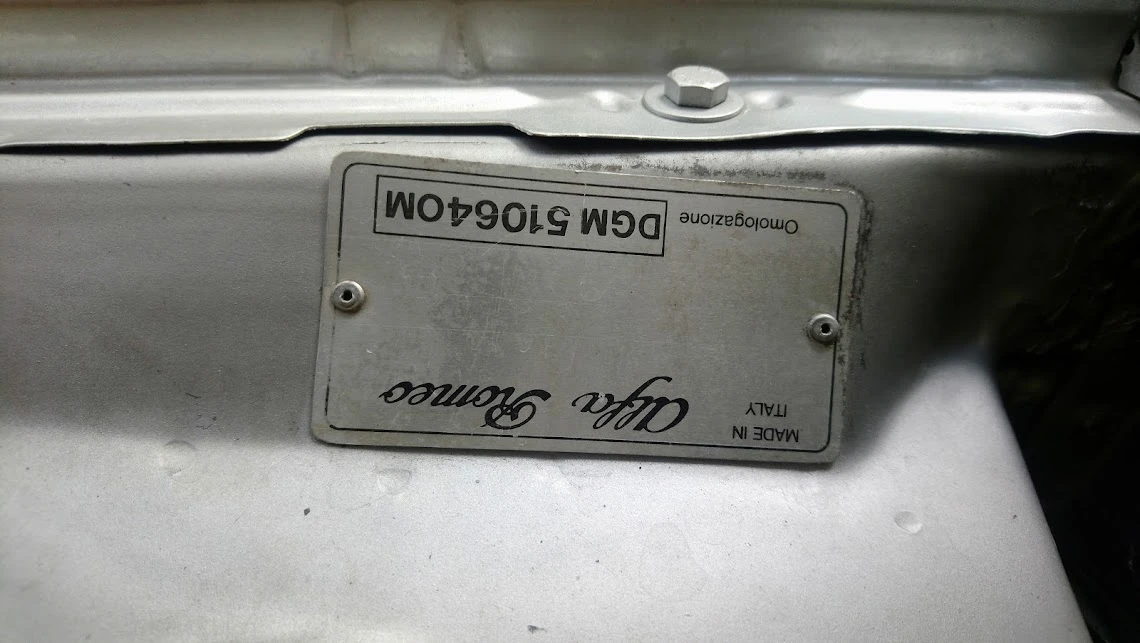 MADE IN
ITALY
Alfa Romeo
Omologazione DGM 51064OM